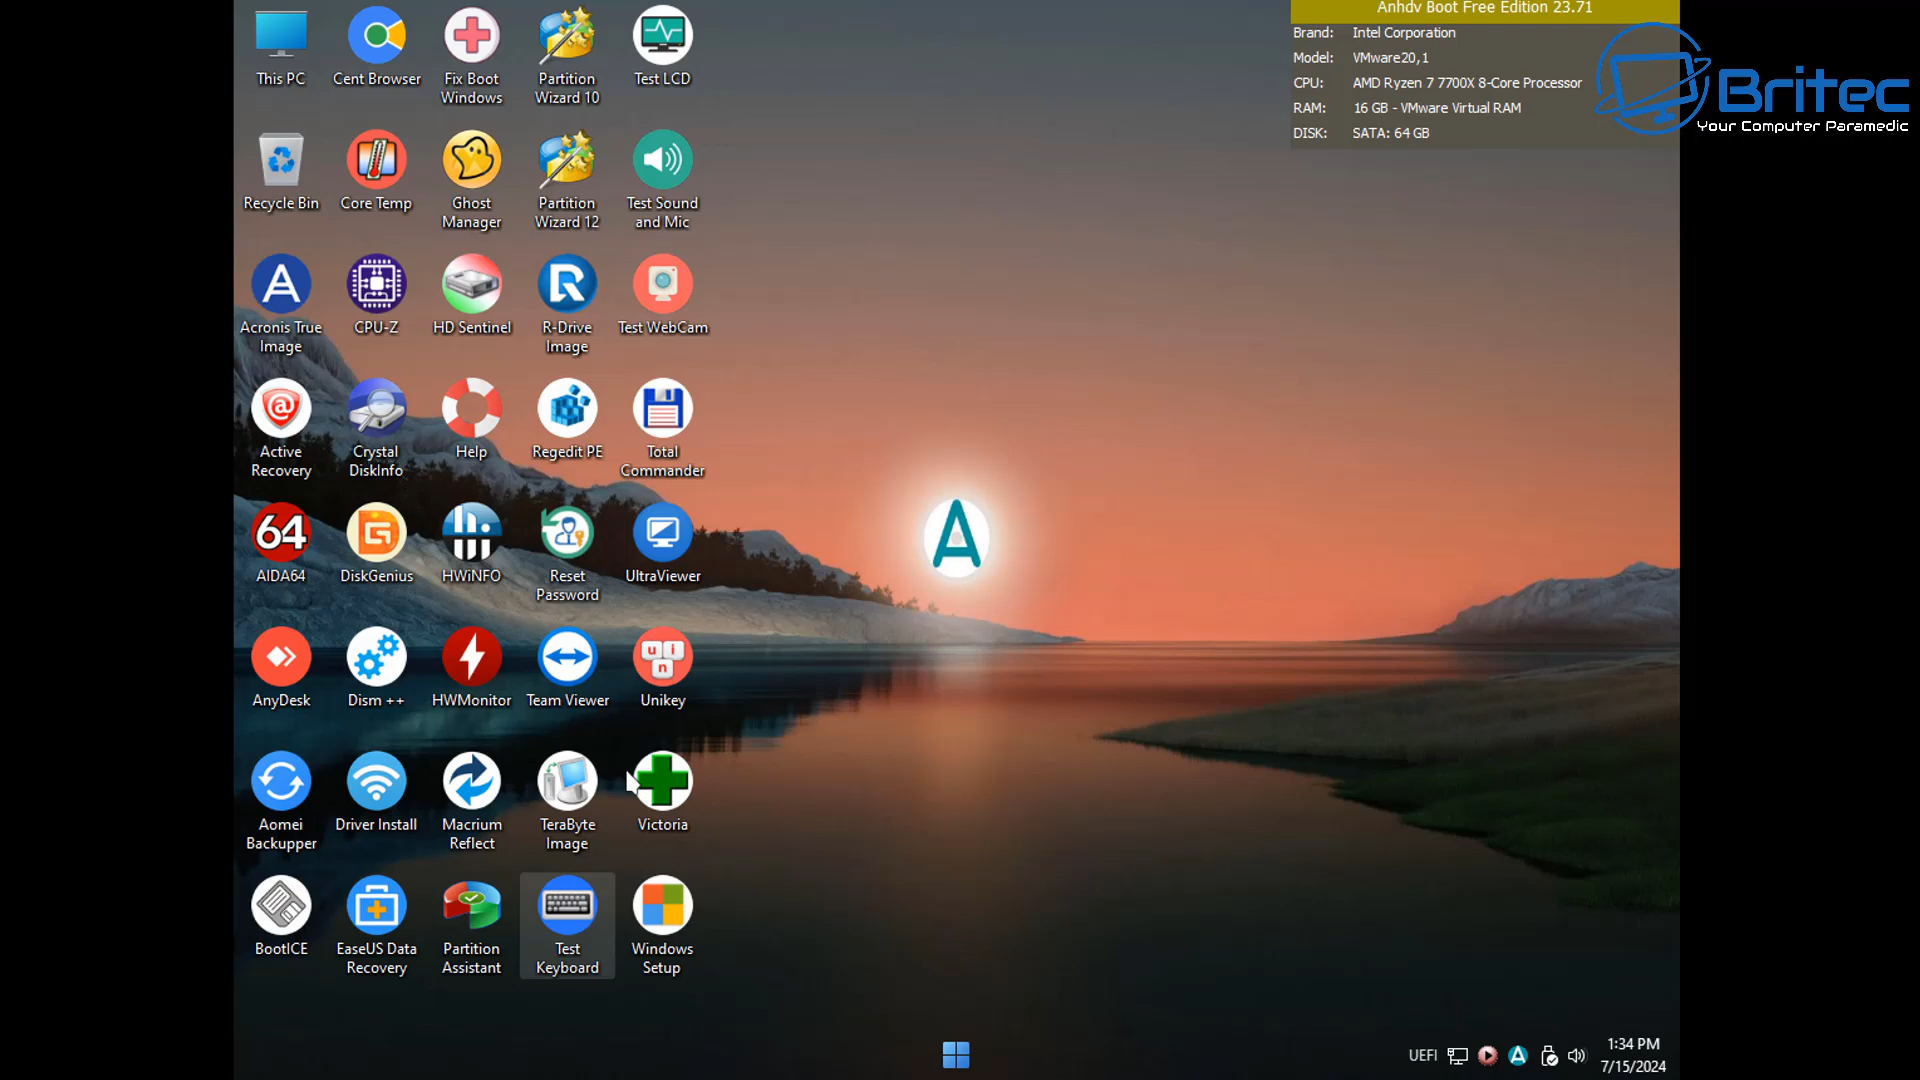 This PC
Cent Browser
Fix Boot
Windows
Partition
Wizard 10
Test LCD
Recycle Bin
Core Temp
Ghost
Manager
Partition
Wizard 12
Test Sound
and Mic
A
Acronis True
Image
CPU-Z
HD Sentinel
R
R-Drive
Image
Test WebCam
@
Active
Recovery
Crystal
DiskInfo
Help
Regedit PE
Total
Commander
64
AIDA64
G
DiskGenius
HWiNFO
Reset
Password
UltraViewer
AnyDesk
Dism ++
HWMonitor
Team Viewer
u i
n
Unikey
Aomei
Backupper
Driver Install
Macrium
Reflect
TeraByte
Image
Victoria
BootICE
EaseUS Data
Recovery
Partition
Assistant
Test
Keyboard
Windows
Setup
A
Anhdv Boot Free Edition 23.71
Brand: Intel Corporation
Model: VMware20,1
CPU: AMD Ryzen 7 7700X 8-Core Processor
RAM: 16 GB - VMware Virtual RAM
DISK: SATA: 64 GB
Britec
Your Computer Paramedic
UEFI
A
1:34 PM
7/15/2024